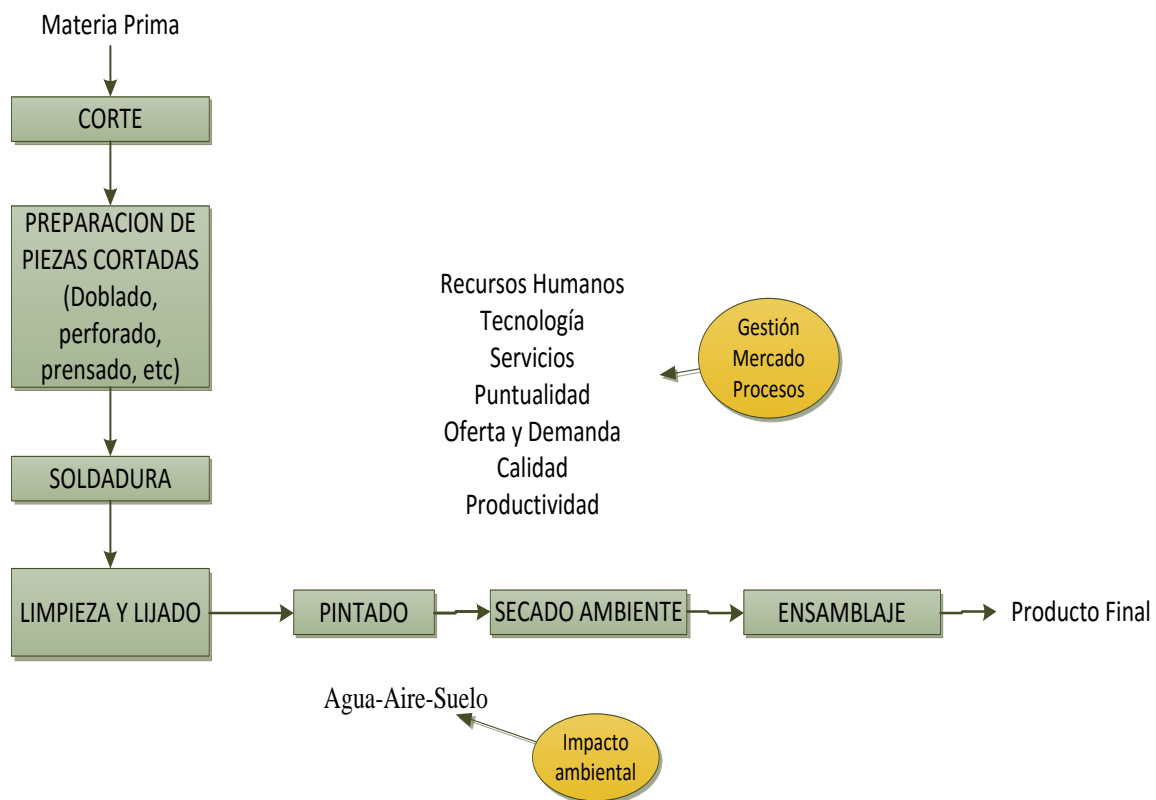 Materia Prima
CORTE
PREPARACION DE
PIEZAS CORTADAS
(Doblado,
perforado,
prensado, etc)
SOLDADURA
LIMPIEZA Y LIJADO
PINTADO
SECADO AMBIENTE
ENSAMBLAJE
Producto Final
Recursos Humanos
Tecnología
Servicios
Puntualidad
Oferta y Demanda
Calidad
Productividad
Gestión
Mercado
Procesos
Agua-Aire-Suelo
Impacto
ambiental